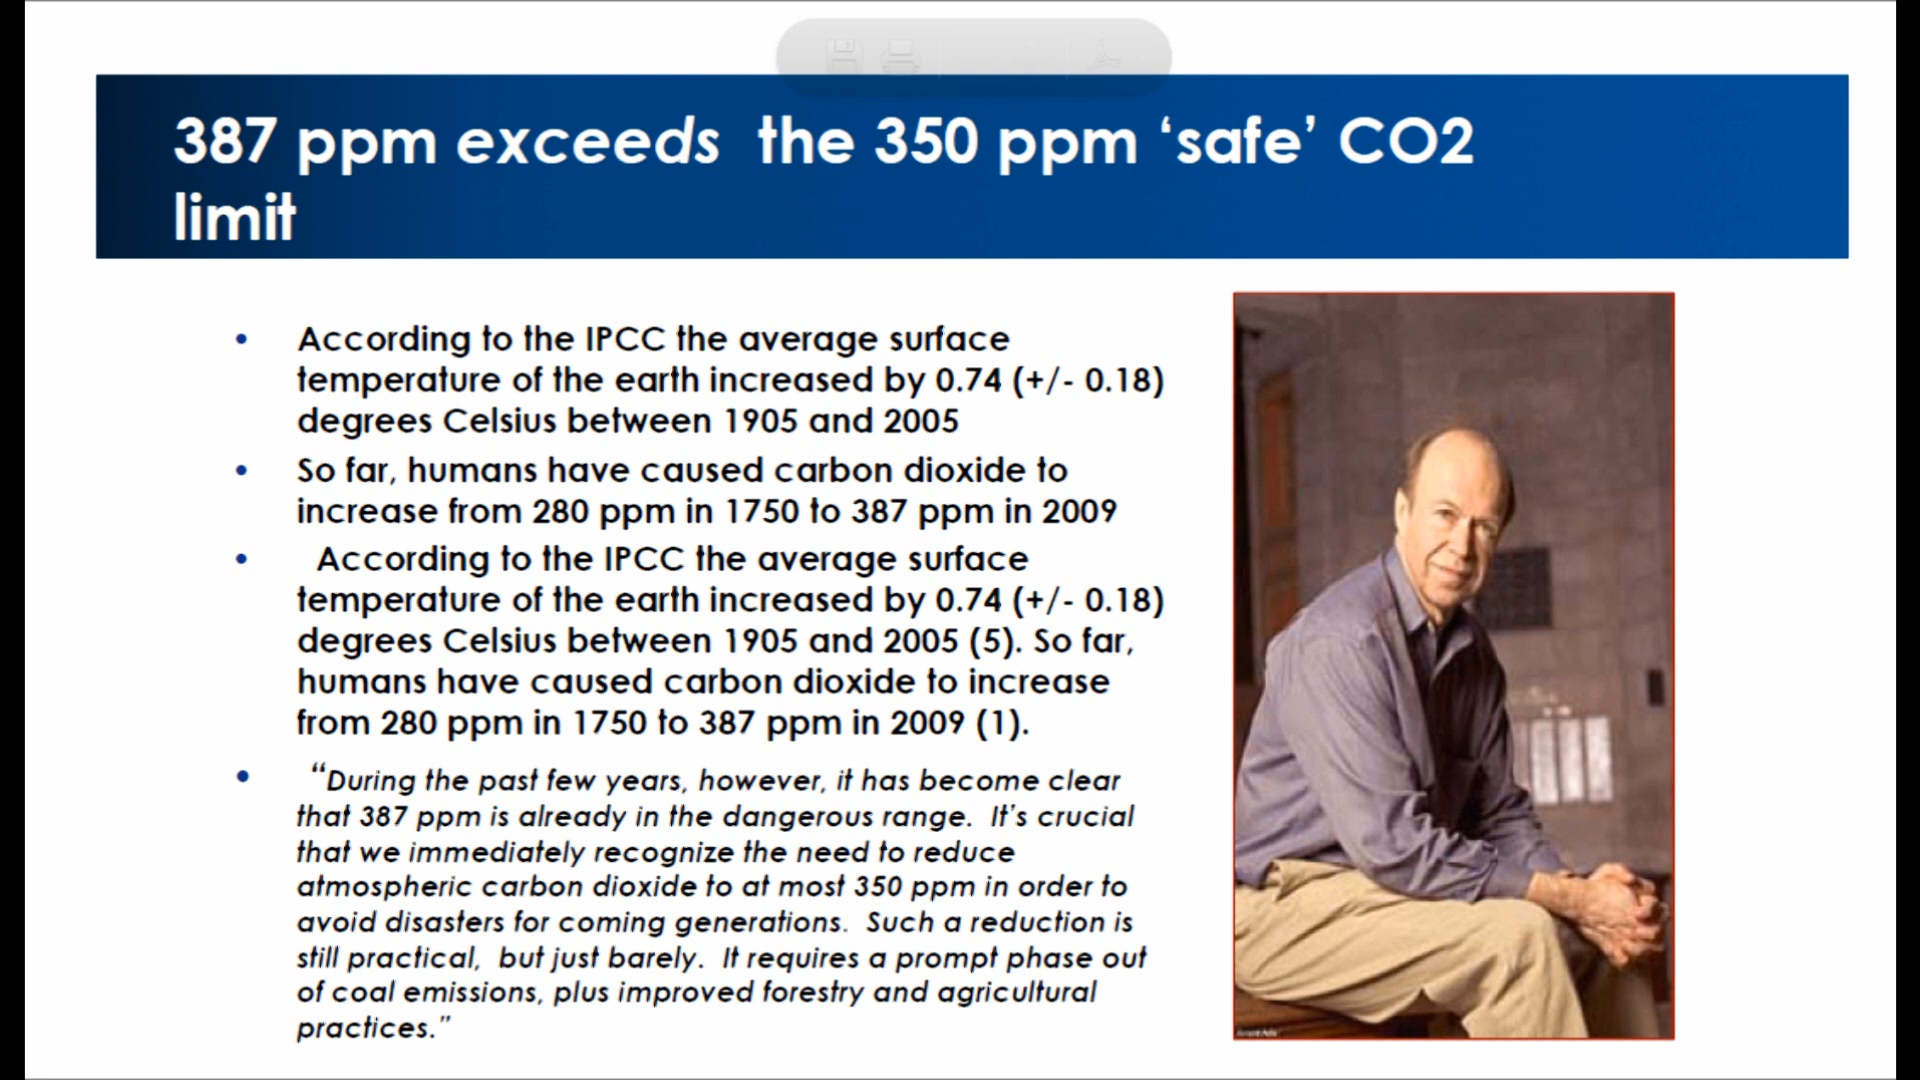 387 ppm exceeds the 350 ppm ‘safe’ CO2
limit
• According to the IPCC the average surface
temperature of the earth increased by 0.74 (+/- 0.18)
degrees Celsius between 1905 and 2005
• So far, humans have caused carbon dioxide to
increase from 280 ppm in 1750 to 387 ppm in 2009
• According to the IPCC the average surface
temperature of the earth increased by 0.74 (+/- 0.18)
degrees Celsius between 1905 and 2005 (5). So far,
humans have caused carbon dioxide to increase
from 280 ppm in 1750 to 387 ppm in 2009 (1).
• “During the past few years, however, it has become clear
that 387 ppm is already in the dangerous range. It’s crucial
that we immediately recognize the need to reduce
atmospheric carbon dioxide to at most 350 ppm in order to
avoid disasters for coming generations. Such a reduction is
still practical, but just barely. It requires a prompt phase out
of coal emissions, plus improved forestry and agricultural
practices.”